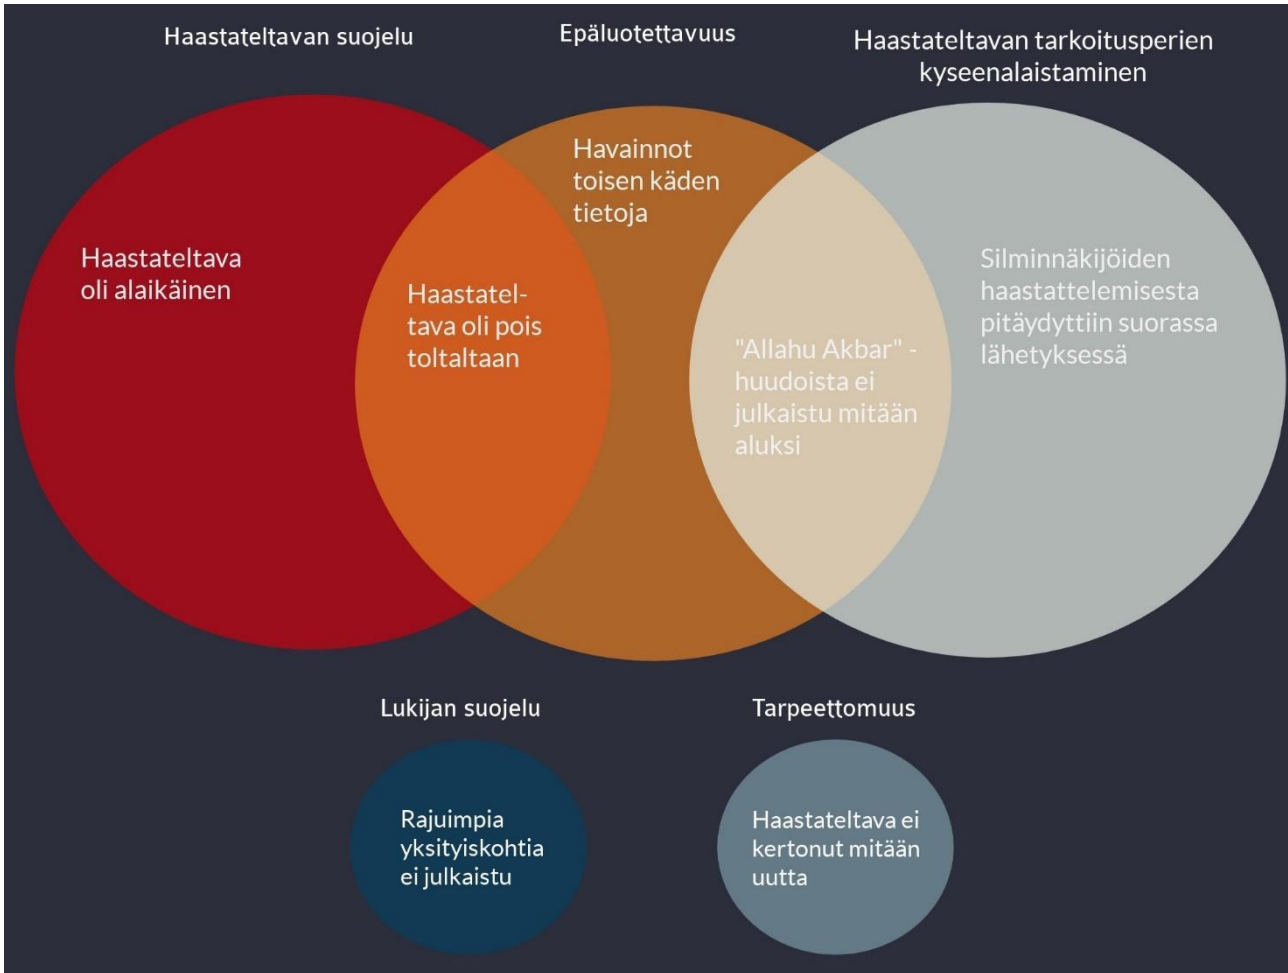 Haastateltavan suojelu
Epäluotettavuus
Haastateltavan tarkoitusperien
kyseenalaistaminen
Haastateltava
oli alaikäinen
Haastatel-
tava oli pois
toltaltaan
Havainnot
toisen käden
tietoja
"Allahu Akbar" -
huudoista ei
julkaistu mitään
aluksi
Silminnäkijöiden
haastattelemisesta
pitäydyttiin suorassa
lähetyksessä
Lukijan suojelu
Rajuimpia
yksityiskohtia
ei julkaistu
Tarpeettomuus
Haastateltava ei
kertonut mitään
uutta